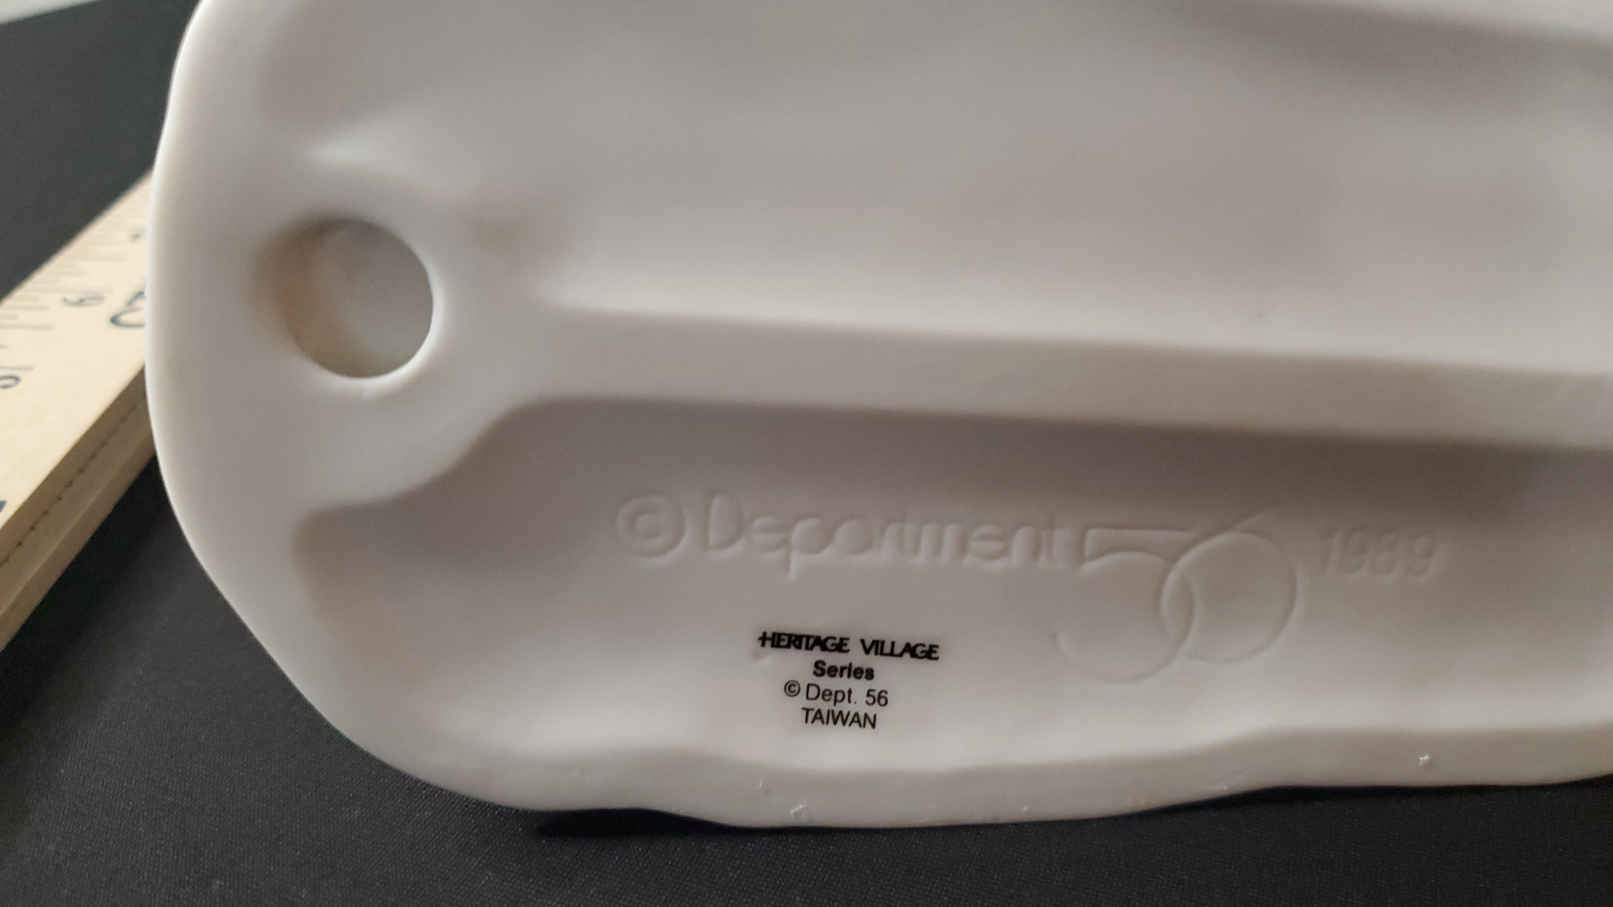 ©Department 56 1989
HERITAGE VILLAGE
Series
© Dept. 56
TAIWAN